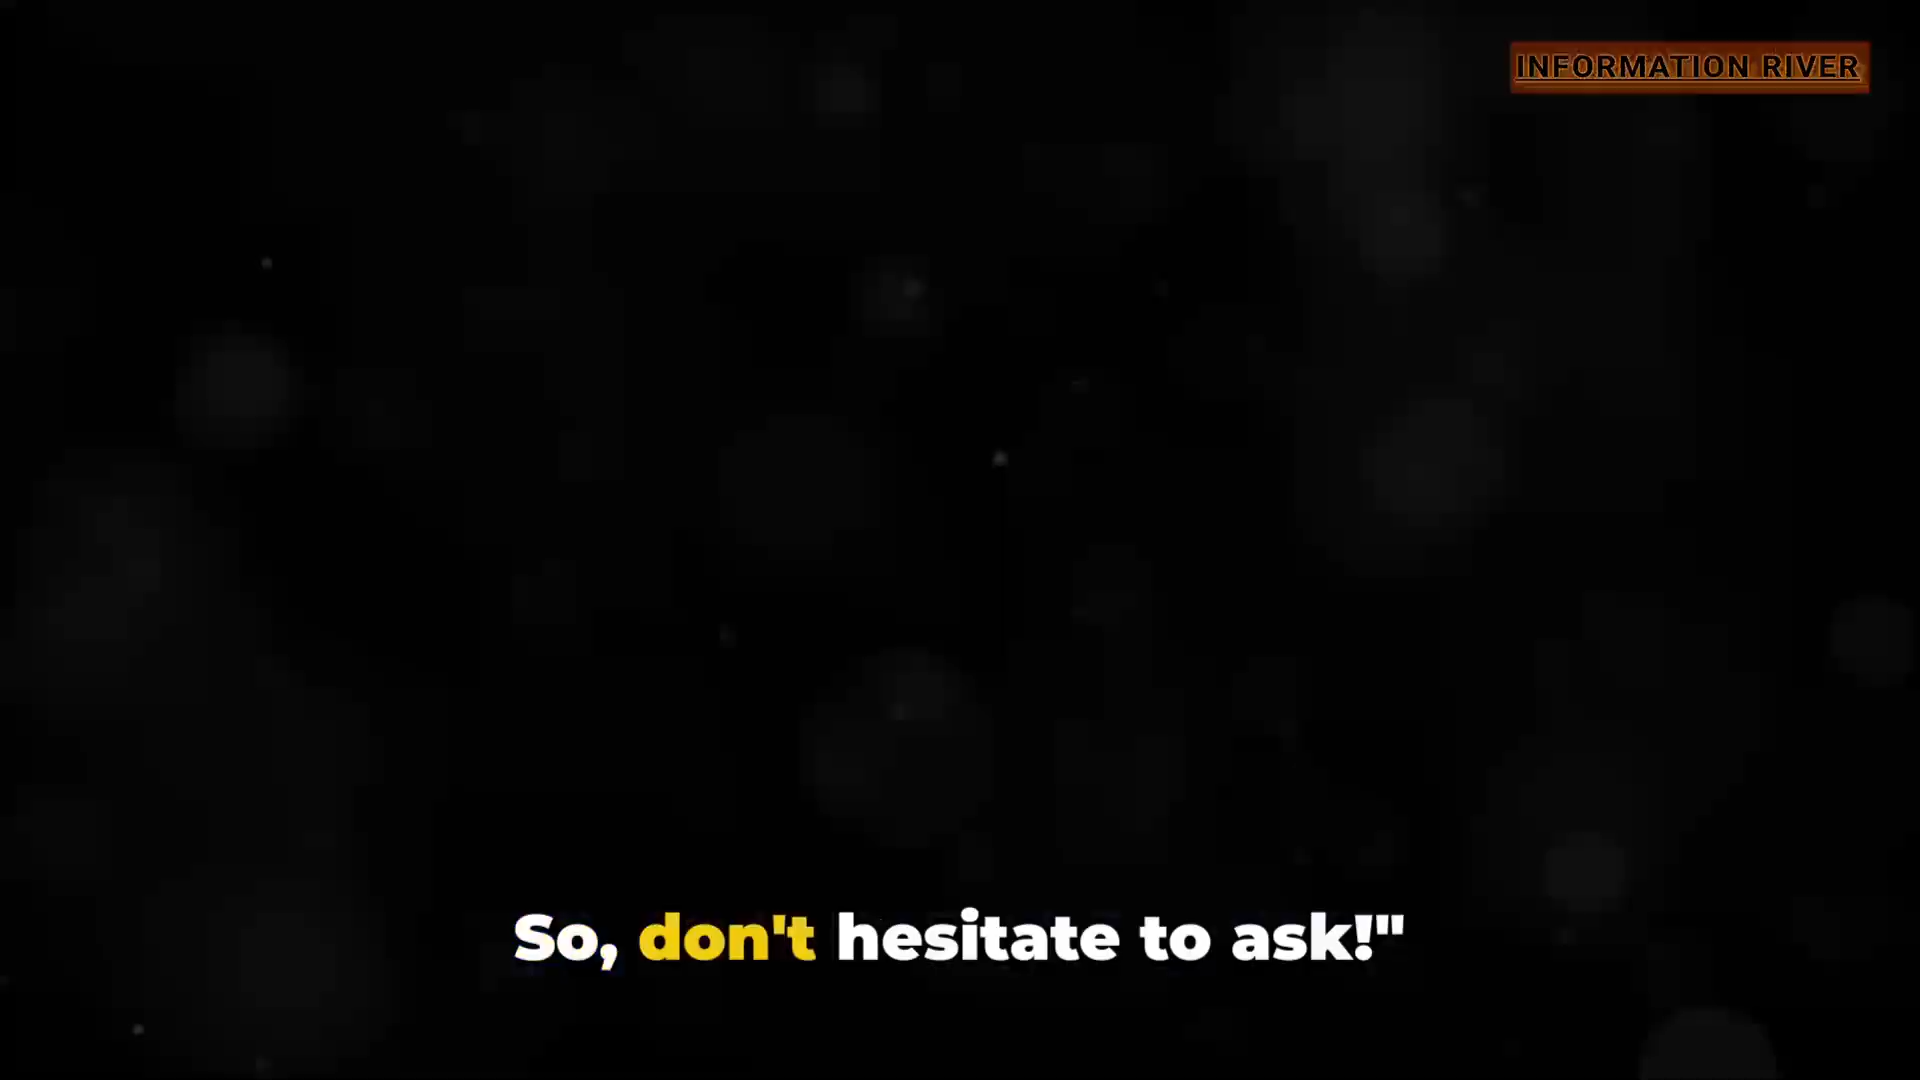 INFORMATION RIVER
So, don't hesitate to ask!"